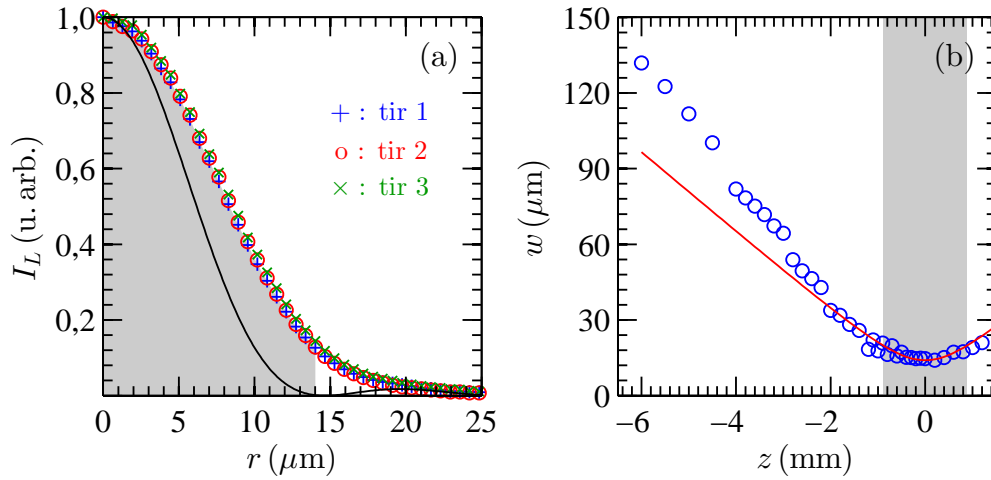 (a)
I_L (u. arb.)
1,0
0,8
0,6
0,4
0,2
+ : tir 1
o : tir 2
× : tir 3
0 5 10 15 20 25
r (μm)
(b)
w (μm)
150
120
90
60
30
0
−6 −4 −2 0
z (mm)